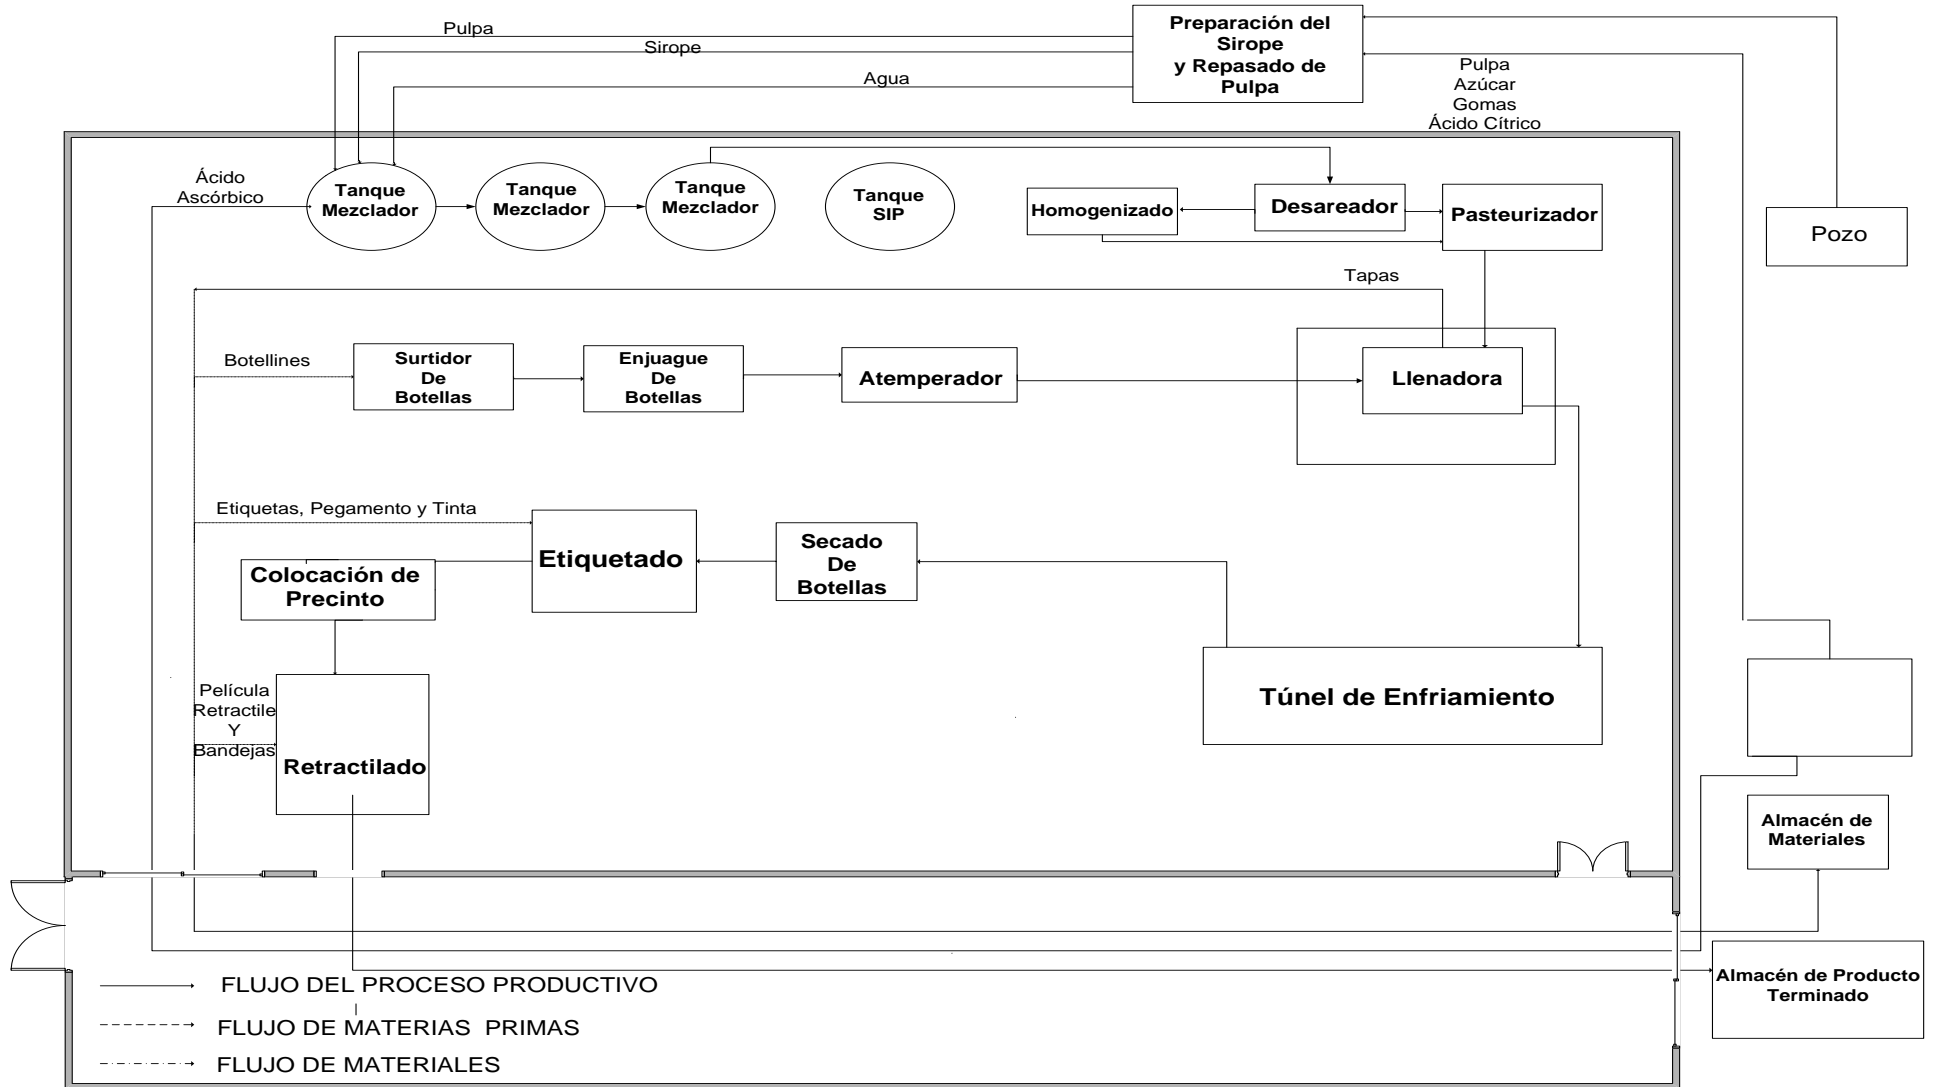 Preparación del
Sirope
y Repasado de
Pulpa
Pulpa
Sirope
Agua
Pulpa
Azúcar
Gomas
Ácido Cítrico
Ácido
Ascórbico
Tanque
Mezclador
Tanque
Mezclador
Tanque
Mezclador
Tanque
SIP
Homogenizado
Desareador
Pasteurizador
Pozo
Tapas
Botellines
Surtidor
De
Botellas
Enjuague
De
Botellas
Atemperador
Llenadora
Etiquetas, Pegamento y Tinta
Etiquetado
Secado
De
Botellas
Colocación de
Precinto
Película
Retractile
Y
Bandejas
Retractilado
Túnel de Enfriamiento
Almacén de
Materiales
Almacén de Producto
Terminado
FLUJO DEL PROCESO PRODUCTIVO
FLUJO DE MATERIAS PRIMAS
FLUJO DE MATERIALES